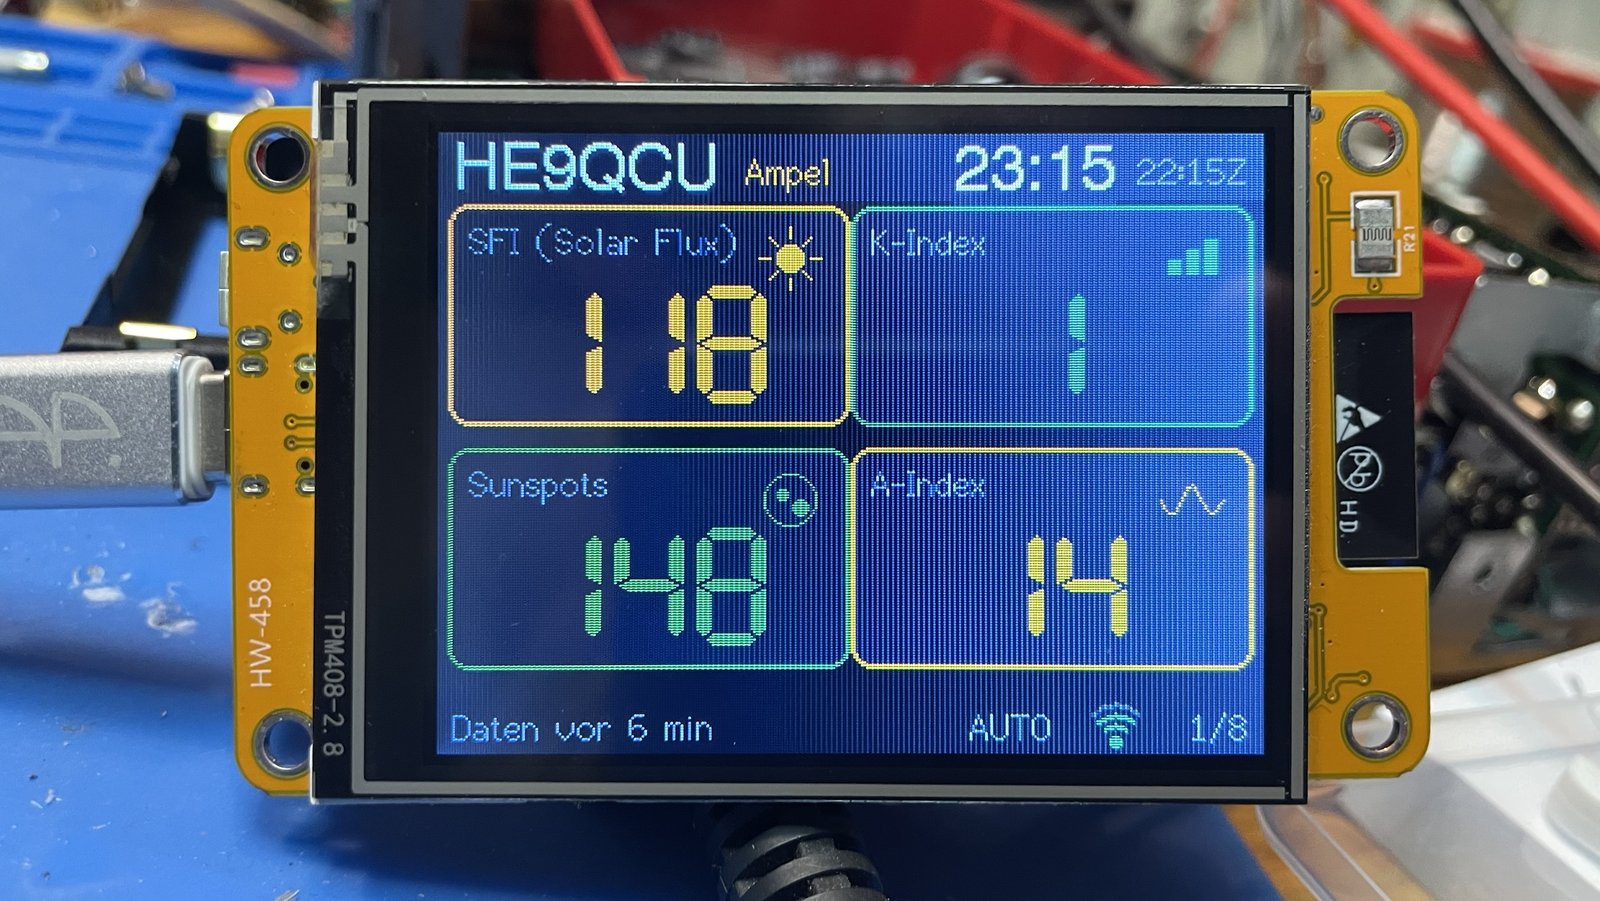 HE9QCU Ampel 23:15 22:15Z
SFI (Solar Flux)
118
K-Index
1
Sunspots
148
A-Index
14
Daten vor 6 min AUTO 1/8
HW-458
TPM408-2.8
R21
Pb
H.D.